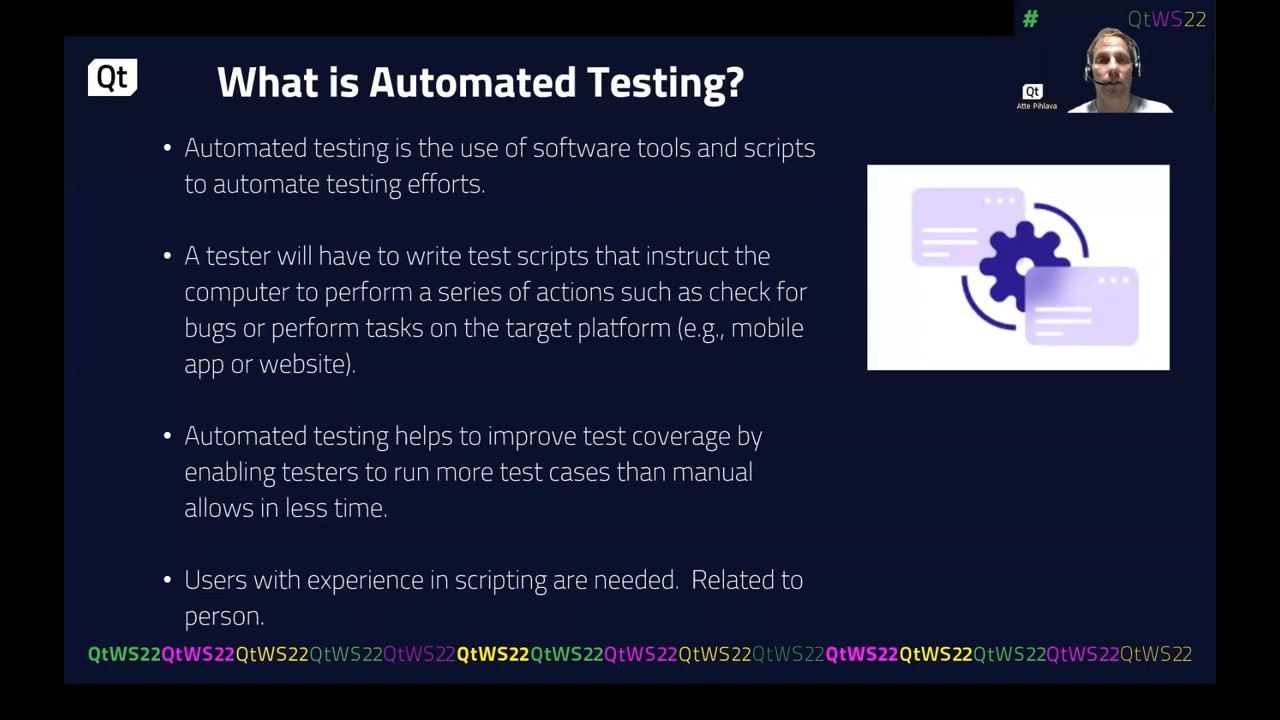 # QtWS22
Qt
What is Automated Testing?
Qt
Atte Pihlava
• Automated testing is the use of software tools and scripts
to automate testing efforts.
• A tester will have to write test scripts that instruct the
computer to perform a series of actions such as check for
bugs or perform tasks on the target platform (e.g., mobile
app or website).
• Automated testing helps to improve test coverage by
enabling testers to run more test cases than manual
allows in less time.
• Users with experience in scripting are needed.  Related to
person.
QtWS22QtWS22QtWS22QtWS22QtWS22QtWS22QtWS22QtWS22QtWS22QtWS22QtWS22QtWS22QtWS22QtWS22QtWS22